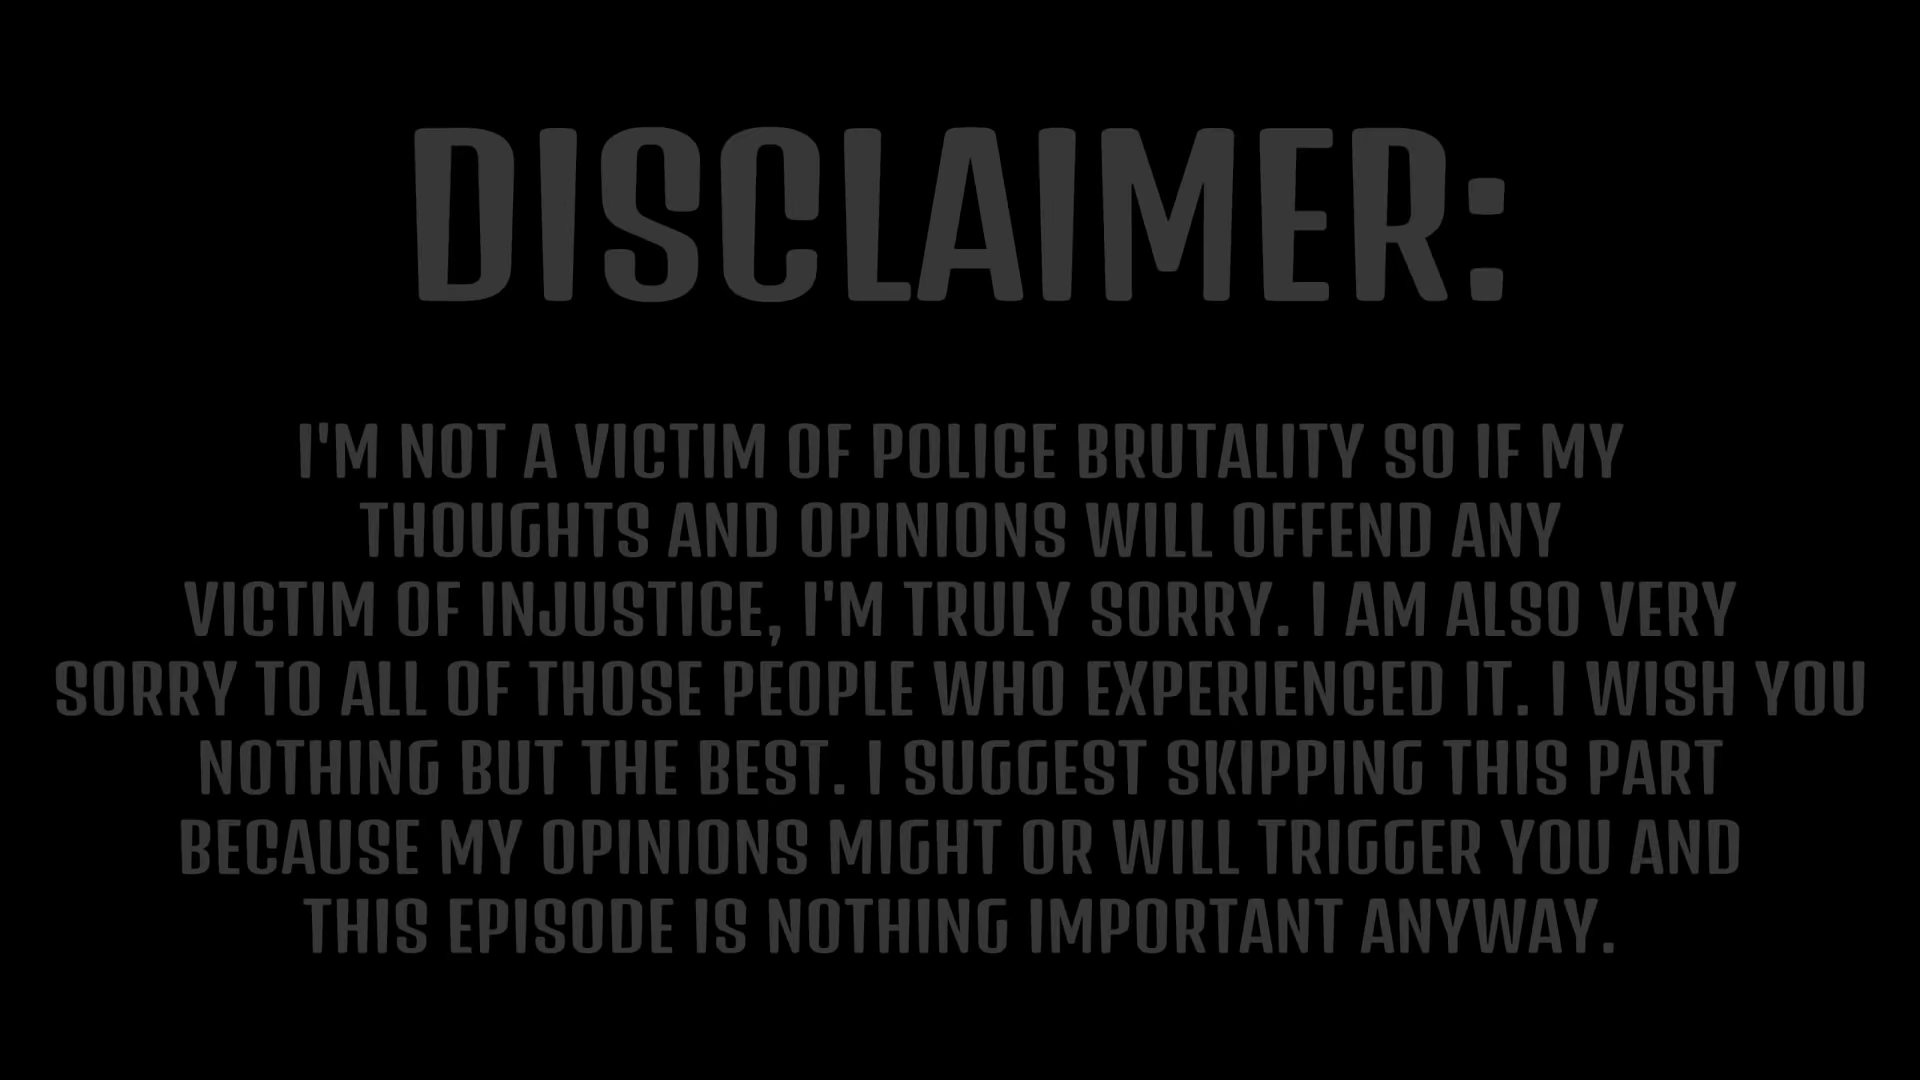 DISCLAIMER:
I'M NOT A VICTIM OF POLICE BRUTALITY SO IF MY
THOUGHTS AND OPINIONS WILL OFFEND ANY
VICTIM OF INJUSTICE, I'M TRULY SORRY. I AM ALSO VERY
SORRY TO ALL OF THOSE PEOPLE WHO EXPERIENCED IT. I WISH YOU
NOTHING BUT THE BEST. I SUGGEST SKIPPING THIS PART
BECAUSE MY OPINIONS MIGHT OR WILL TRIGGER YOU AND
THIS EPISODE IS NOTHING IMPORTANT ANYWAY.